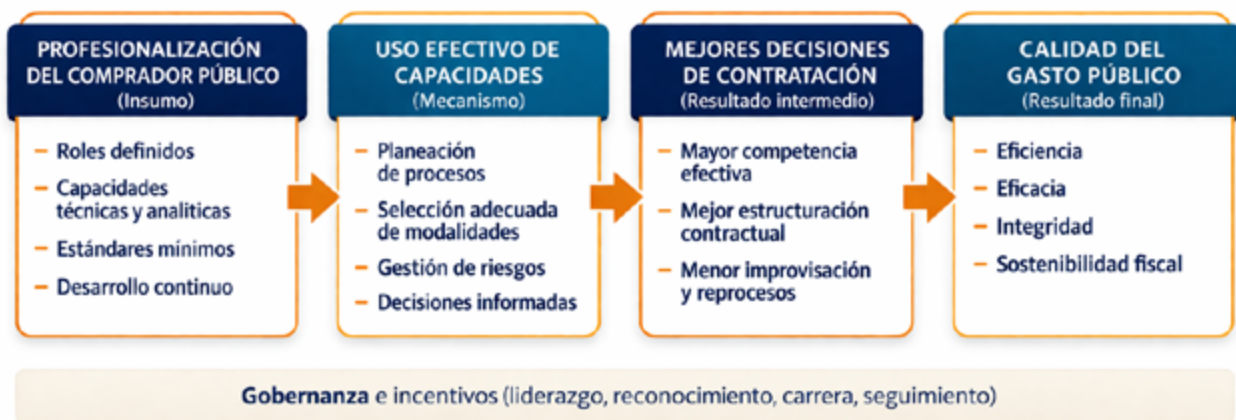 PROFESIONALIZACIÓN
DEL COMPRADOR PÚBLICO
(Insumo)
– Roles definidos
– Capacidades
técnicas y analíticas
– Estándares mínimos
– Desarrollo continuo
USO EFECTIVO DE
CAPACIDADES
(Mecanismo)
– Planeación
de procesos
– Selección adecuada
de modalidades
– Gestión de riesgos
– Decisiones informadas
MEJORES DECISIONES
DE CONTRATACIÓN
(Resultado intermedio)
– Mayor competencia
efectiva
– Mejor estructuración
contractual
– Menor improvisación
y reprocesos
CALIDAD DEL
GASTO PÚBLICO
(Resultado final)
– Eficiencia
– Eficacia
– Integridad
– Sostenibilidad fiscal
Gobernanza e incentivos (liderazgo, reconocimiento, carrera, seguimiento)